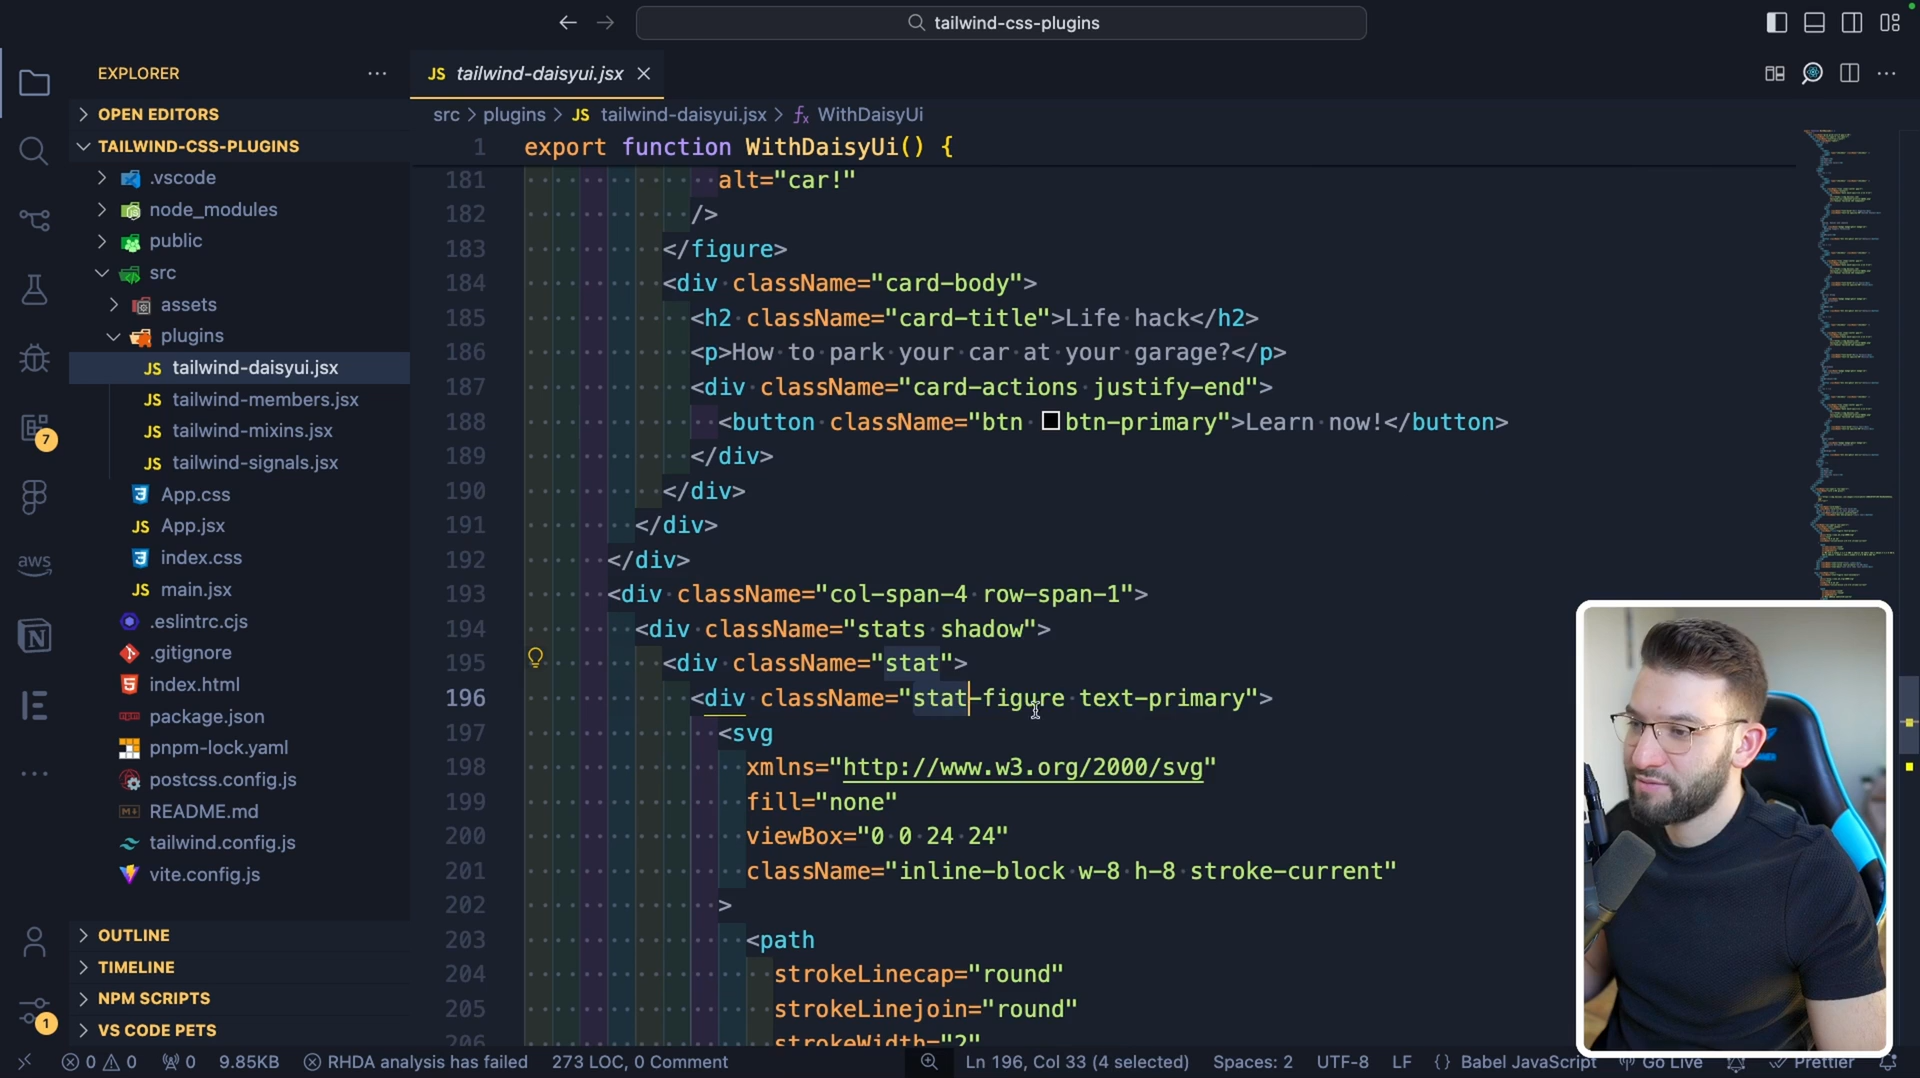 tailwind-css-plugins
EXPLORER
OPEN EDITORS
TAILWIND-CSS-PLUGINS
.vscode
node_modules
public
src
assets
plugins
JS tailwind-daisyui.jsx
JS tailwind-members.jsx
JS tailwind-mixins.jsx
JS tailwind-signals.jsx
App.css
JS App.jsx
index.css
JS main.jsx
.eslintrc.cjs
.gitignore
index.html
package.json
pnpm-lock.yaml
postcss.config.js
README.md
tailwind.config.js
vite.config.js
OUTLINE
TIMELINE
NPM SCRIPTS
VS CODE PETS
7
aws
1
JS tailwind-daisyui.jsx
src > plugins > JS tailwind-daisyui.jsx > WithDaisyUi
1 export function WithDaisyUi() {
181 alt="car!"
182 />
183 </figure>
184 <div className="card-body">
185 <h2 className="card-title">Life hack</h2>
186 <p>How to park your car at your garage?</p>
187 <div className="card-actions justify-end">
188 <button className="btn btn-primary">Learn now!</button>
189 </div>
190 </div>
191 </div>
192 </div>
193 <div className="col-span-4 row-span-1">
194 <div className="stats shadow">
195 <div className="stat">
196 <div className="stat-figure text-primary">
197 <svg
198 xmlns="http://www.w3.org/2000/svg"
199 fill="none"
200 viewBox="0 0 24 24"
201 className="inline-block w-8 h-8 stroke-current"
202 >
203 <path
204 strokeLinecap="round"
205 strokeLinejoin="round"
206 strokeWidth="2"
0 0 0 9.85KB RHDA analysis has failed 273 LOC, 0 Comment Ln 196, Col 33 (4 selected) Spaces: 2 UTF-8 LF {} Babel JavaScript Go Live Prettier